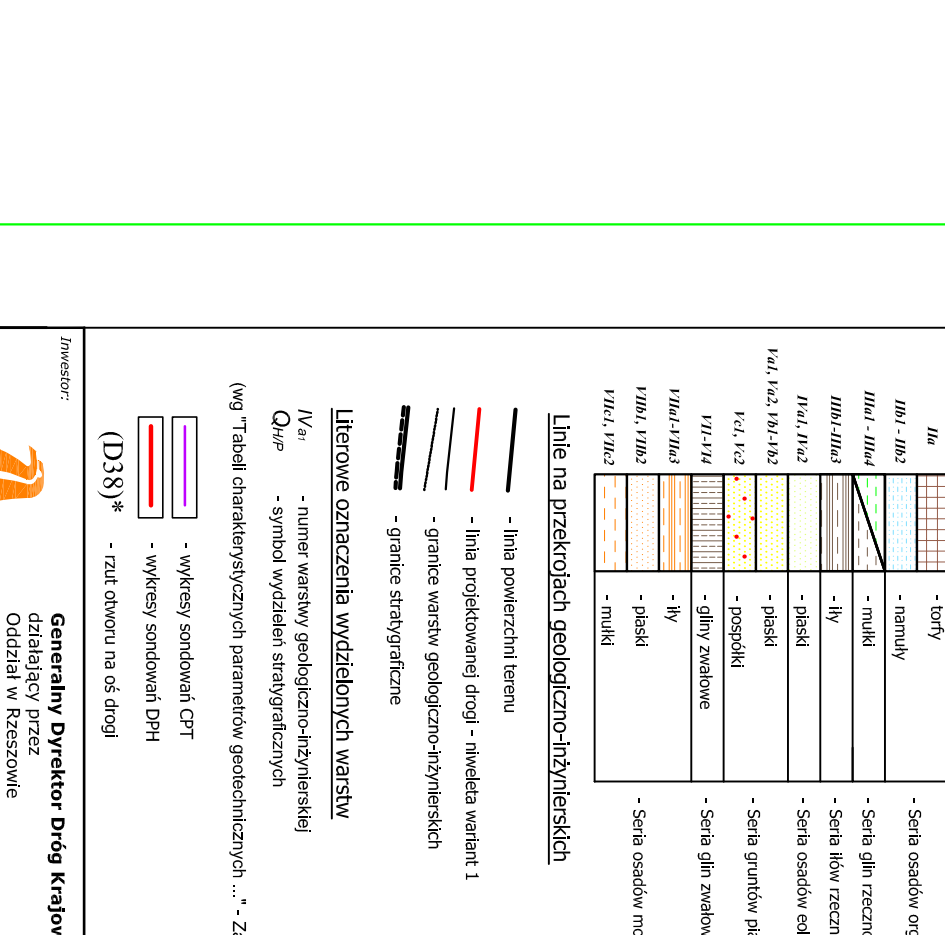 IIa - torfy
IIb1 - IIb2 - namuły - Seria osadów org
IIIa1 - IIIa4 - mułki - Seria glin rzeczno
IIIb1-IIIa3 - iły - Seria iłów rzeczn
IVa1, IVa2 - piaski - Seria osadów eol
Va1, Va2, Vb1-Vb2 - piaski - Seria gruntów pia
Vc1, Vc2 - pospółki
VI1-VI4 - gliny zwałowe - Seria glin zwałow
VIIa1-VIIa3 - iły
VIIb1, VIIb2 - piaski - Seria osadów mo
VIIc1, VIIc2 - mułki
Linie na przekrojach geologiczno-inżynierskich
- linia powierzchni terenu
- linia projektowanej drogi - niweleta wariant 1
- granice warstw geologiczno-inżynierskich
- granice stratygraficzne
Literowe oznaczenia wydzielonych warstw
IVa1 - numer warstwy geologiczno-inżynierskiej
QH/P - symbol wydzieleń stratygraficznych
(wg "Tabeli charakterystycznych parametrów geotechnicznych ..." - Za
- wykresy sondowań CPT
- wykresy sondowań DPH
(D38)* - rzut otworu na oś drogi
Inwestor:
Generalny Dyrektor Dróg Krajow
działający przez
Oddział w Rzeszowie